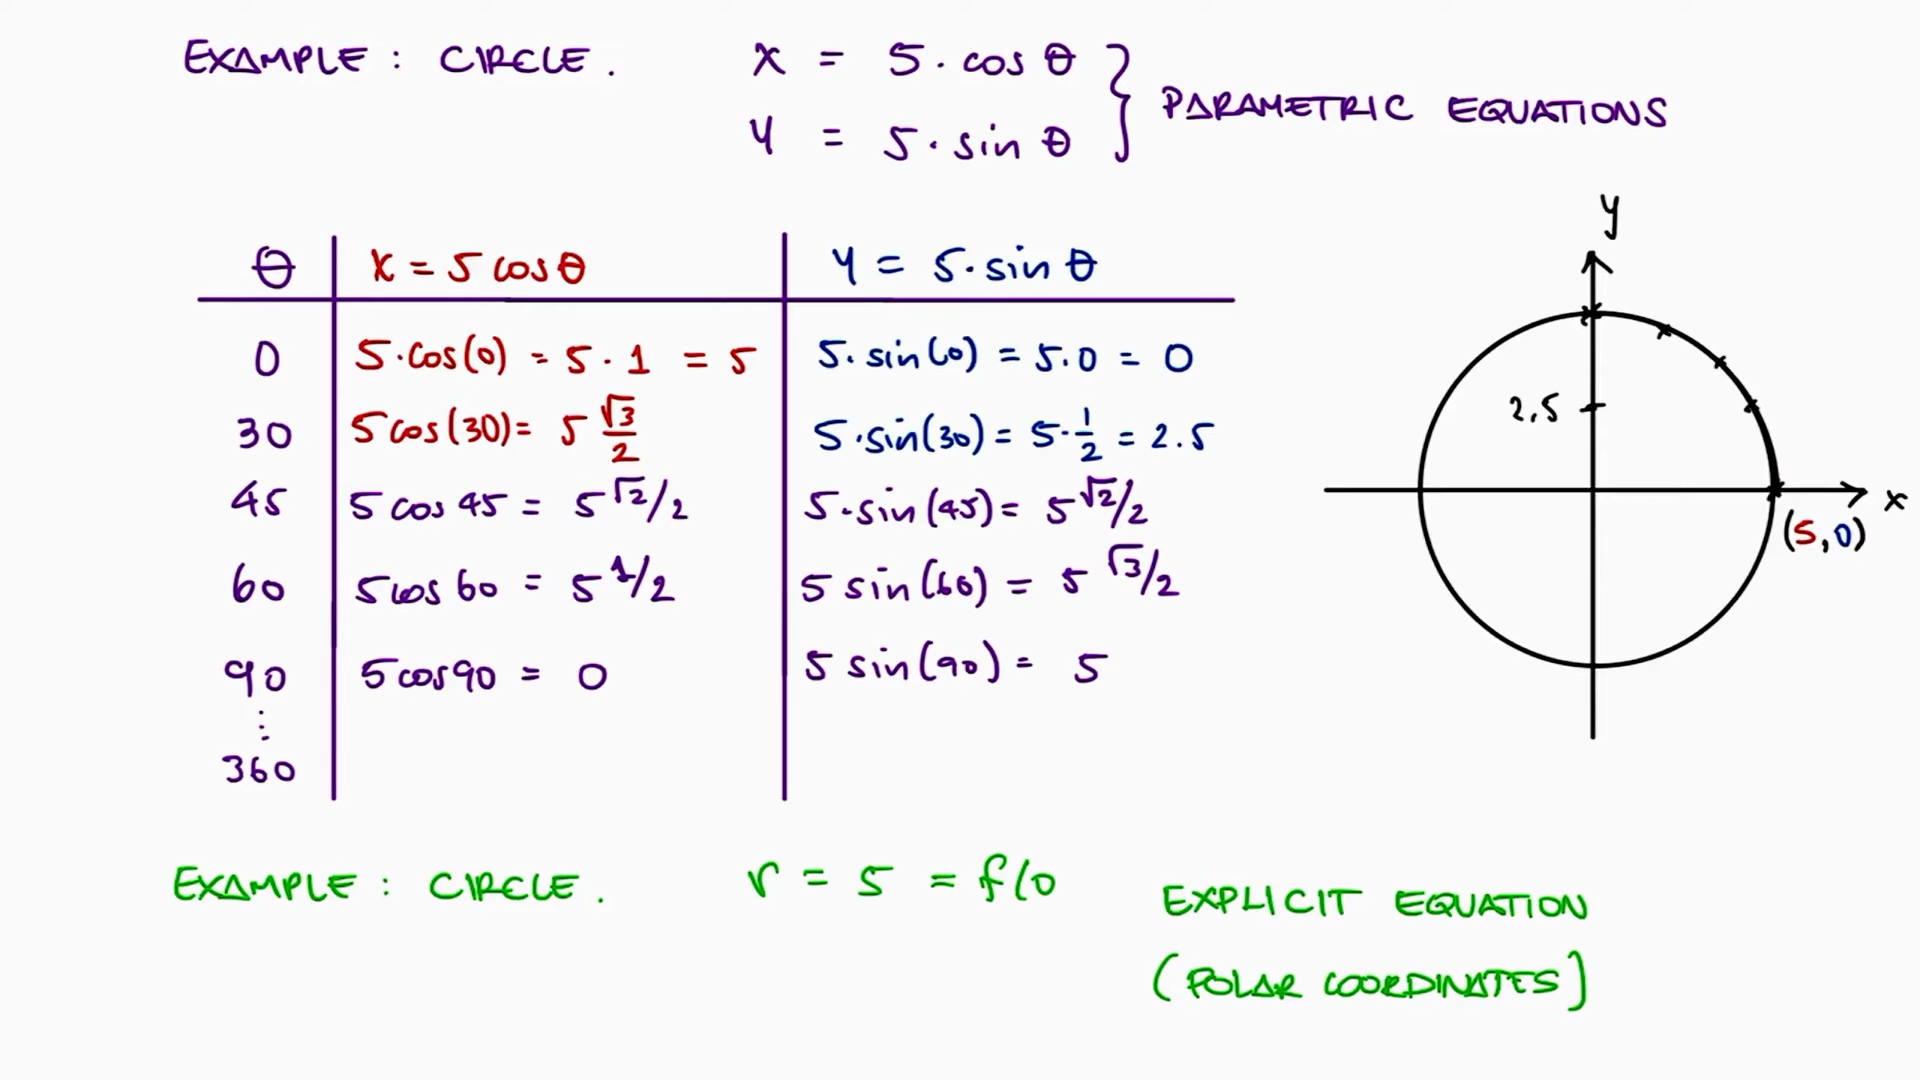 EXAMPLE : CIRCLE. x = 5 · cos θ
y = 5 · sin θ
} PARAMETRIC EQUATIONS
θ x = 5 cos θ y = 5 · sin θ
0 5 · cos(0) = 5 · 1 = 5 5 · sin(0) = 5 · 0 = 0
30 5 cos(30) = 5 √3/2 5 · sin(30) = 5 · 1/2 = 2.5
45 5 cos 45 = 5 √2/2 5 · sin(45) = 5 √2/2
60 5 cos 60 = 5 1/2 5 sin(60) = 5 √3/2
90 5 cos 90 = 0 5 sin(90) = 5
⋮
360
y
2.5
x
(5,0)
EXAMPLE : CIRCLE. r = 5 = f(0
EXPLICIT EQUATION
(POLAR COORDINATES)